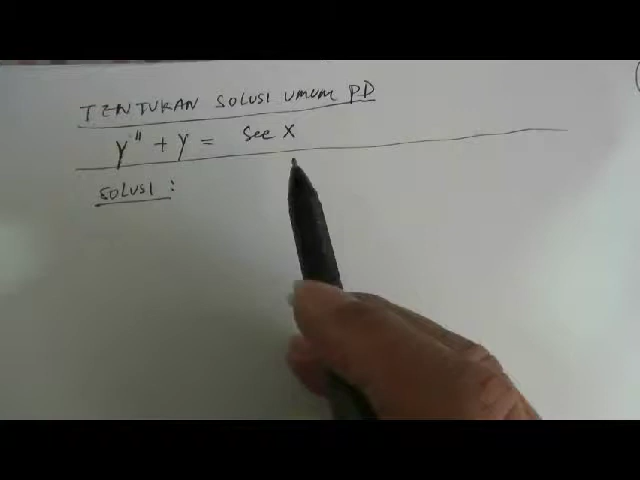 TENTUKAN SOLUSI UMUM PD
y" + y = sec x
SOLUSI :